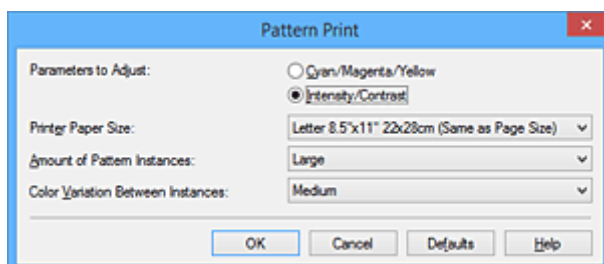 Pattern Print
Parameters to Adjust:
Cyan/Magenta/Yellow
Intensity/Contrast
Printer Paper Size:
Letter 8.5"x11" 22x28cm (Same as Page Size)
Amount of Pattern Instances:
Large
Color Variation Between Instances:
Medium
OK Cancel Defaults Help